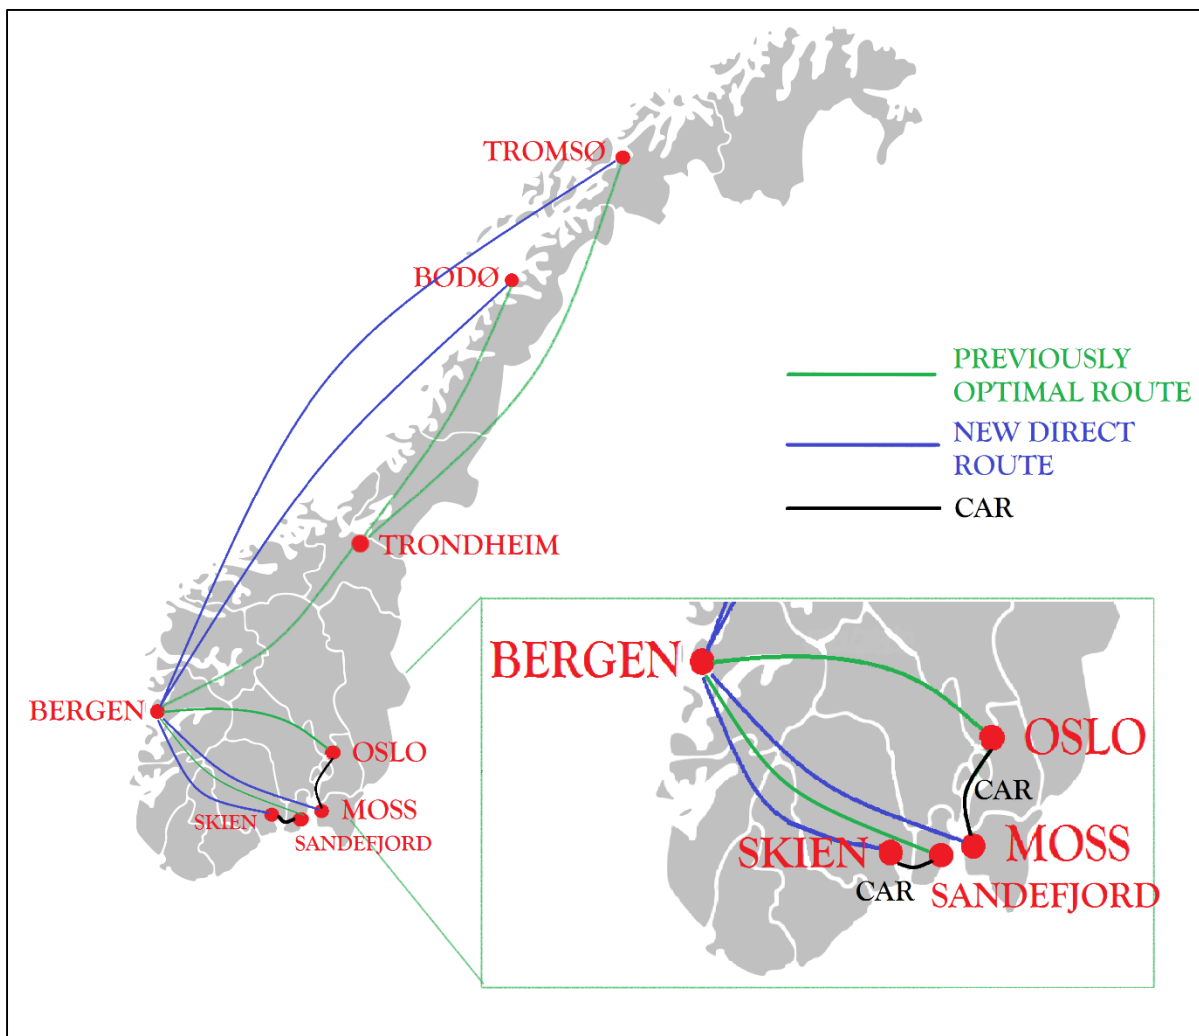 TROMSØ
BODØ
PREVIOUSLY
OPTIMAL ROUTE
NEW DIRECT
ROUTE
CAR
TRONDHEIM
BERGEN
OSLO
MOSS
SKIEN
SANDEFJORD
BERGEN
OSLO
CAR
SKIEN
MOSS
CAR
SANDEFJORD